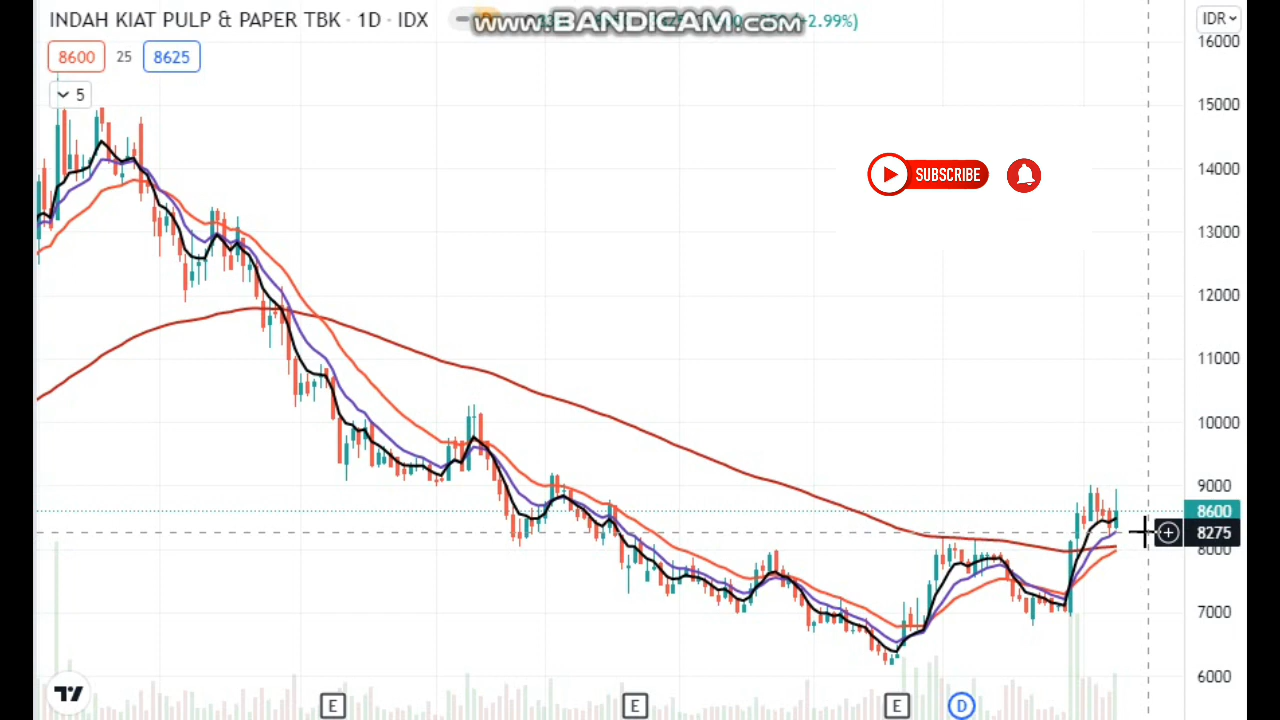 INDAH KIAT PULP & PAPER TBK · 1D · IDX
www.BANDICAM.com
2.99%)
IDR
8600 25 8625
5
SUBSCRIBE
16000
15000
14000
13000
12000
11000
10000
9000
8600
8275
8000
7000
6000
E
E
E
D